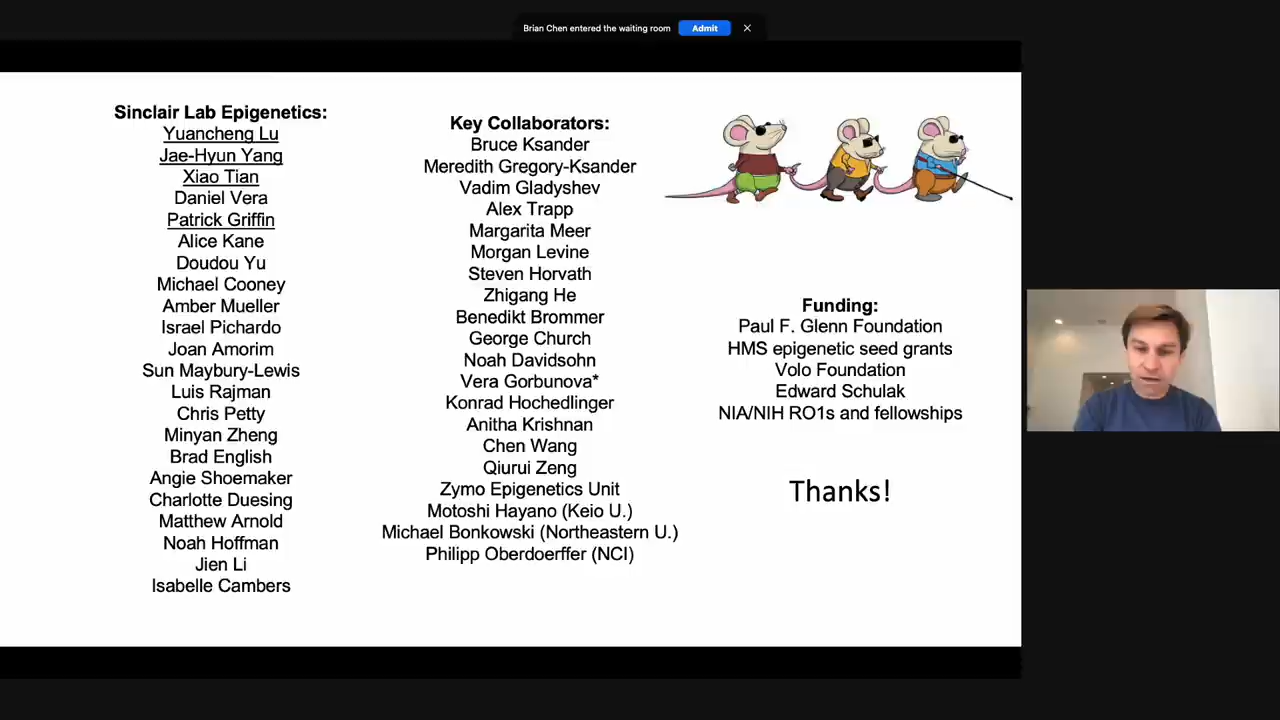 Brian Chen entered the waiting room
Admit
Sinclair Lab Epigenetics:
Yuancheng Lu
Jae-Hyun Yang
Xiao Tian
Daniel Vera
Patrick Griffin
Alice Kane
Doudou Yu
Michael Cooney
Amber Mueller
Israel Pichardo
Joan Amorim
Sun Maybury-Lewis
Luis Rajman
Chris Petty
Minyan Zheng
Brad English
Angie Shoemaker
Charlotte Duesing
Matthew Arnold
Noah Hoffman
Jien Li
Isabelle Cambers
Key Collaborators:
Bruce Ksander
Meredith Gregory-Ksander
Vadim Gladyshev
Alex Trapp
Margarita Meer
Morgan Levine
Steven Horvath
Zhigang He
Benedikt Brommer
George Church
Noah Davidsohn
Vera Gorbunova*
Konrad Hochedlinger
Anitha Krishnan
Chen Wang
Qiurui Zeng
Zymo Epigenetics Unit
Motoshi Hayano (Keio U.)
Michael Bonkowski (Northeastern U.)
Philipp Oberdoerffer (NCI)
Funding:
Paul F. Glenn Foundation
HMS epigenetic seed grants
Volo Foundation
Edward Schulak
NIA/NIH RO1s and fellowships
Thanks!